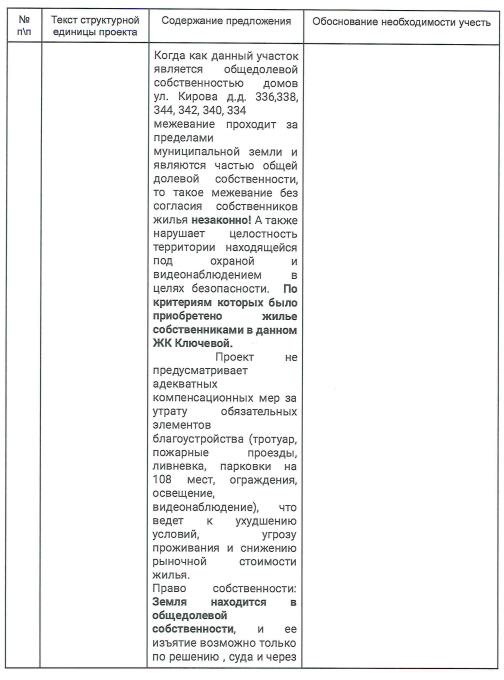 №
п\п
Текст структурной
единицы проекта
Содержание предложения
Обоснование необходимости учесть
Когда как данный участок
является общедолевой
собственностью домов
ул. Кирова д.д. 336,338,
344, 342, 340, 334
межевание проходит за
пределами
муниципальной земли и
являются частью общей
долевой собственности,
то такое межевание без
согласия собственников
жилья незаконно! А также
нарушает целостность
территории находящейся
под охраной и
видеонаблюдением в
целях безопасности. По
критериям которых было
приобретено жилье
собственниками в данном
ЖК Ключевой.
Проект не
предусматривает
адекватных
компенсационных мер за
утрату обязательных
элементов
благоустройства (тротуар,
пожарные проезды,
ливневка, парковки на
108 мест, ограждения,
освещение,
видеонаблюдение), что
ведет к ухудшению
условий, угрозу
проживания и снижению
рыночной стоимости
жилья.
Право собственности:
Земля находится в
общедолевой
собственности, и ее
изъятие возможно только
по решению , суда и через